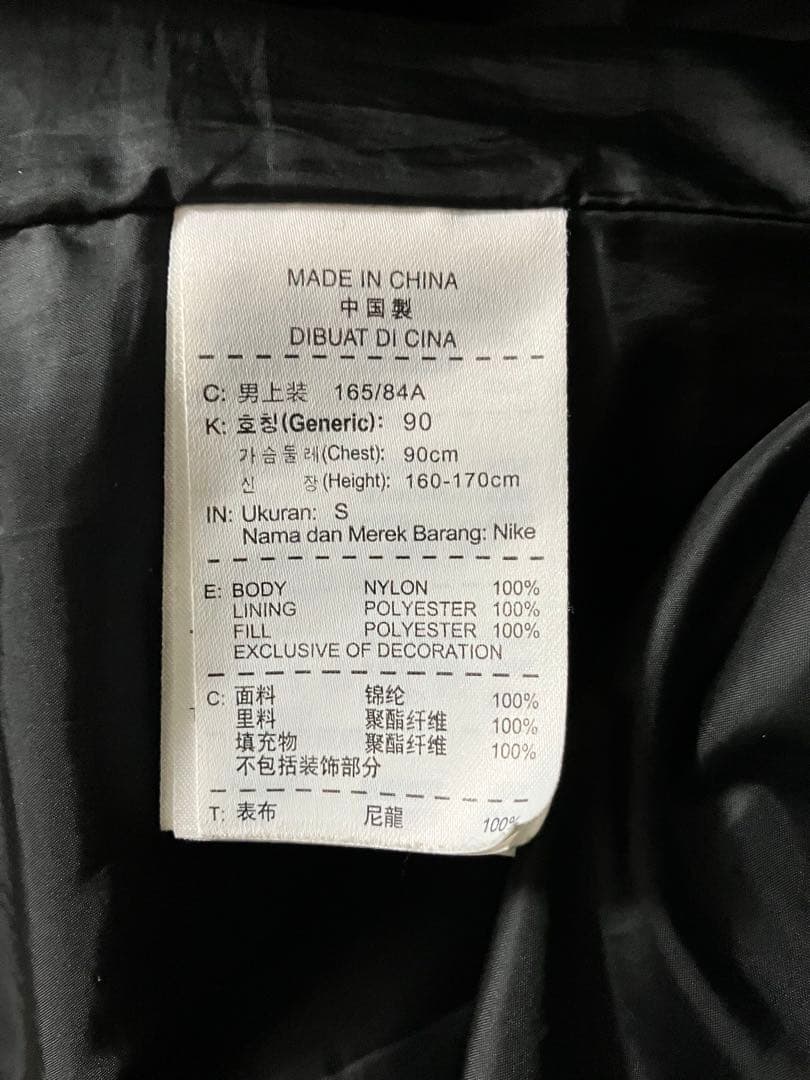 MADE IN CHINA
中国製
DIBUAT DI CINA
C: 男上装 165/84A
K: 호칭(Generic): 90
가슴둘레(Chest): 90cm
신 장(Height): 160-170cm
IN: Ukuran: S
Nama dan Merek Barang: Nike
E: BODY NYLON 100%
LINING POLYESTER 100%
FILL POLYESTER 100%
EXCLUSIVE OF DECORATION
C: 面料 锦纶 100%
里料 聚酯纤维 100%
填充物 聚酯纤维 100%
不包括装饰部分
T: 表布 尼龍 100%